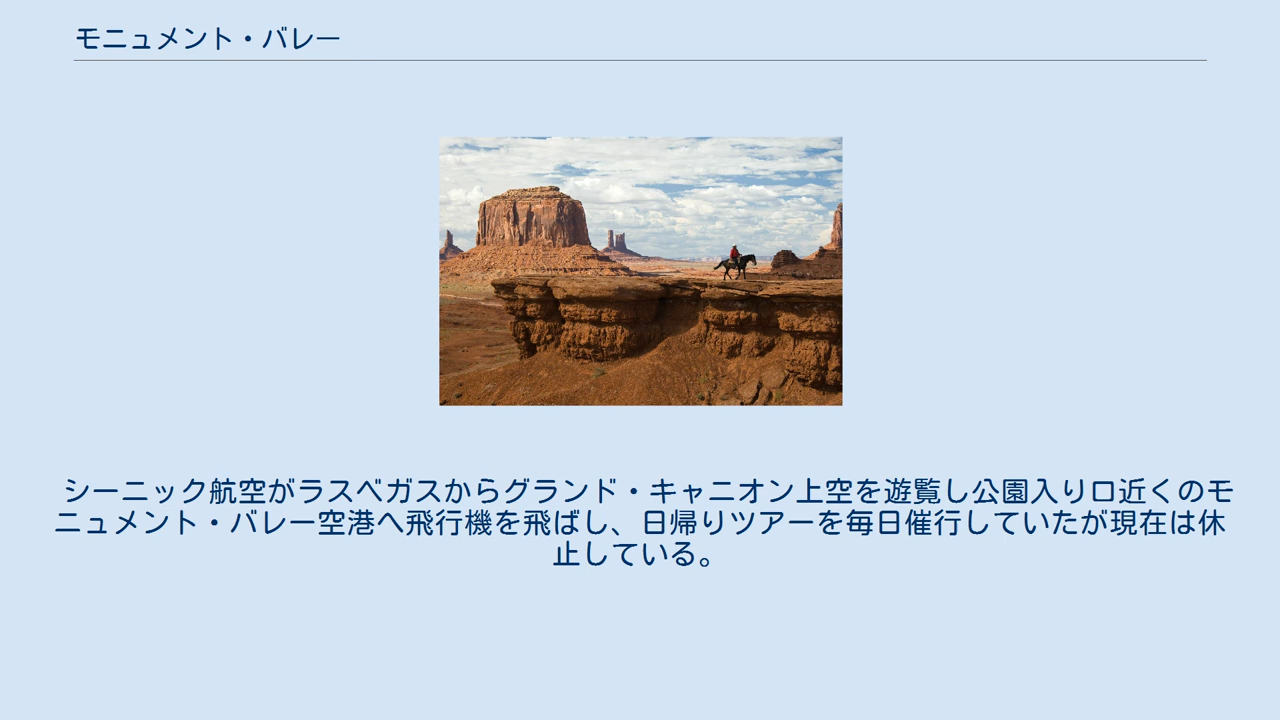 モニュメント・バレー
シーニック航空がラスベガスからグランド・キャニオン上空を遊覧し公園入り口近くのモ
ニュメント・バレー空港へ飛行機を飛ばし、日帰りツアーを毎日催行していたが現在は休
止している。